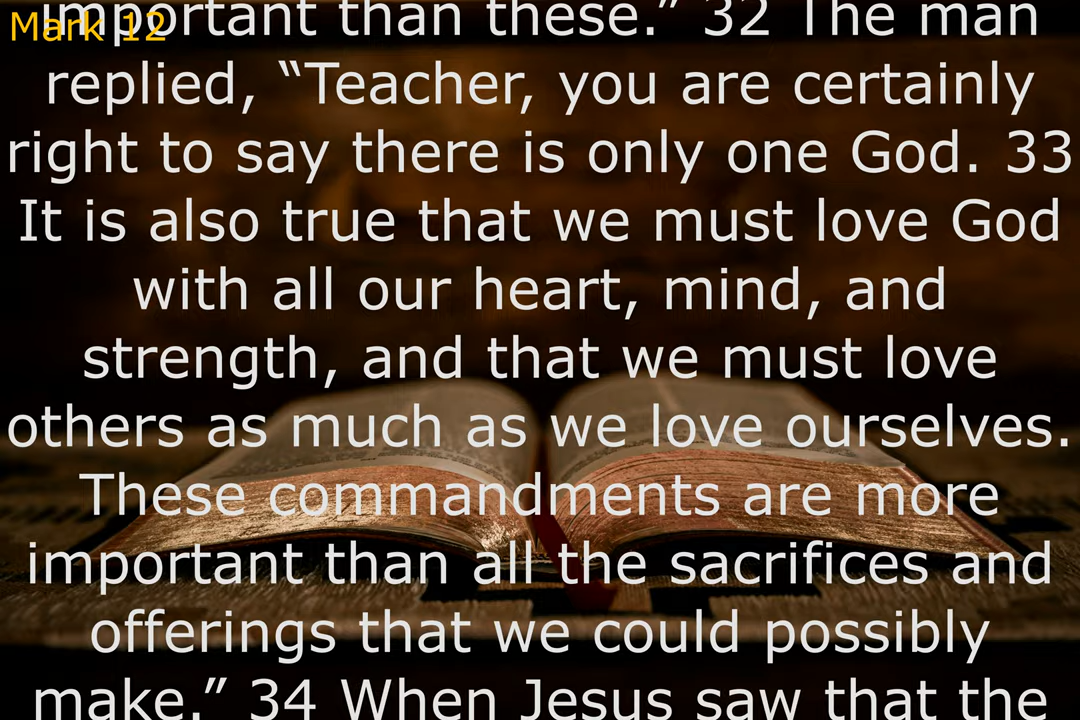 Mark 12
important than these.” 32 The man
replied, “Teacher, you are certainly
right to say there is only one God. 33
It is also true that we must love God
with all our heart, mind, and
strength, and that we must love
others as much as we love ourselves.
These commandments are more
important than all the sacrifices and
offerings that we could possibly
make.” 34 When Jesus saw that the